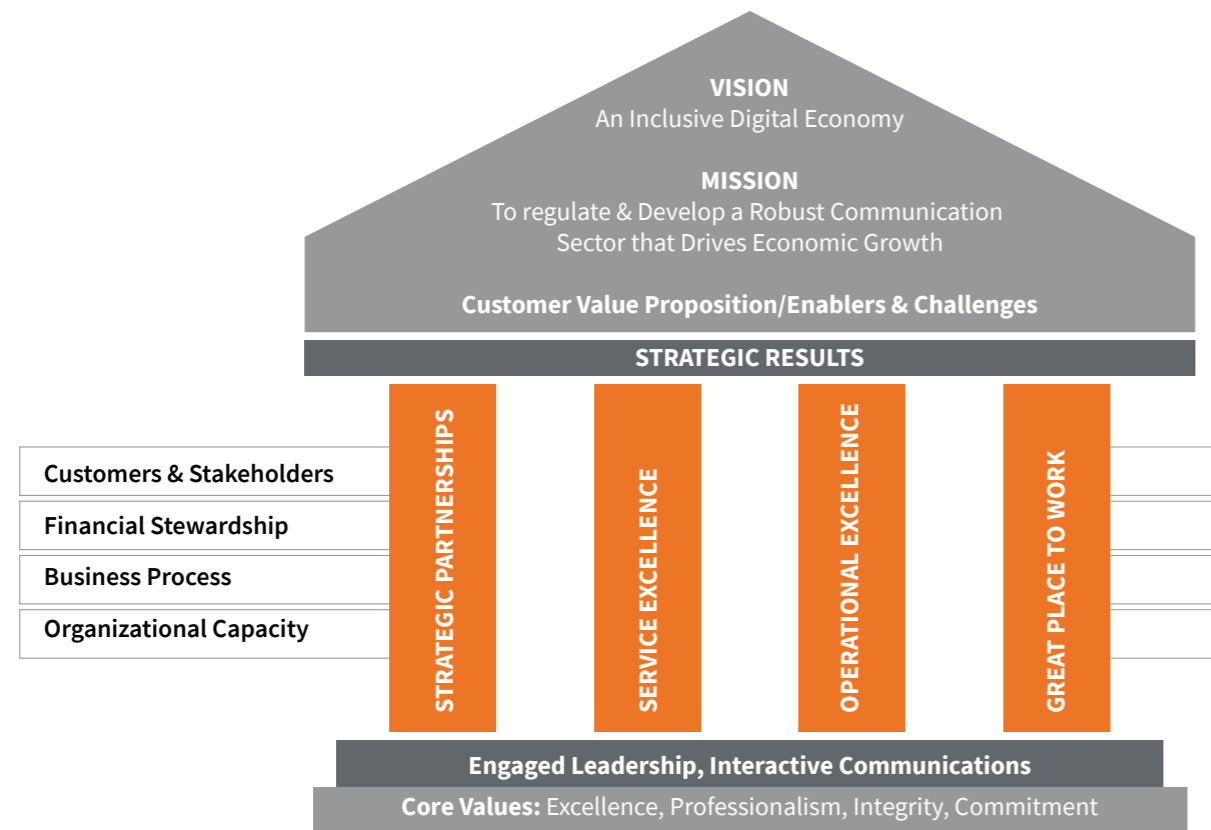 VISION
An Inclusive Digital Economy
MISSION
To regulate & Develop a Robust Communication
Sector that Drives Economic Growth
Customer Value Proposition/Enablers & Challenges
STRATEGIC RESULTS
Customers & Stakeholders
Financial Stewardship
Business Process
Organizational Capacity
STRATEGIC PARTNERSHIPS
SERVICE EXCELLENCE
OPERATIONAL EXCELLENCE
GREAT PLACE TO WORK
Engaged Leadership, Interactive Communications
Core Values: Excellence, Professionalism, Integrity, Commitment